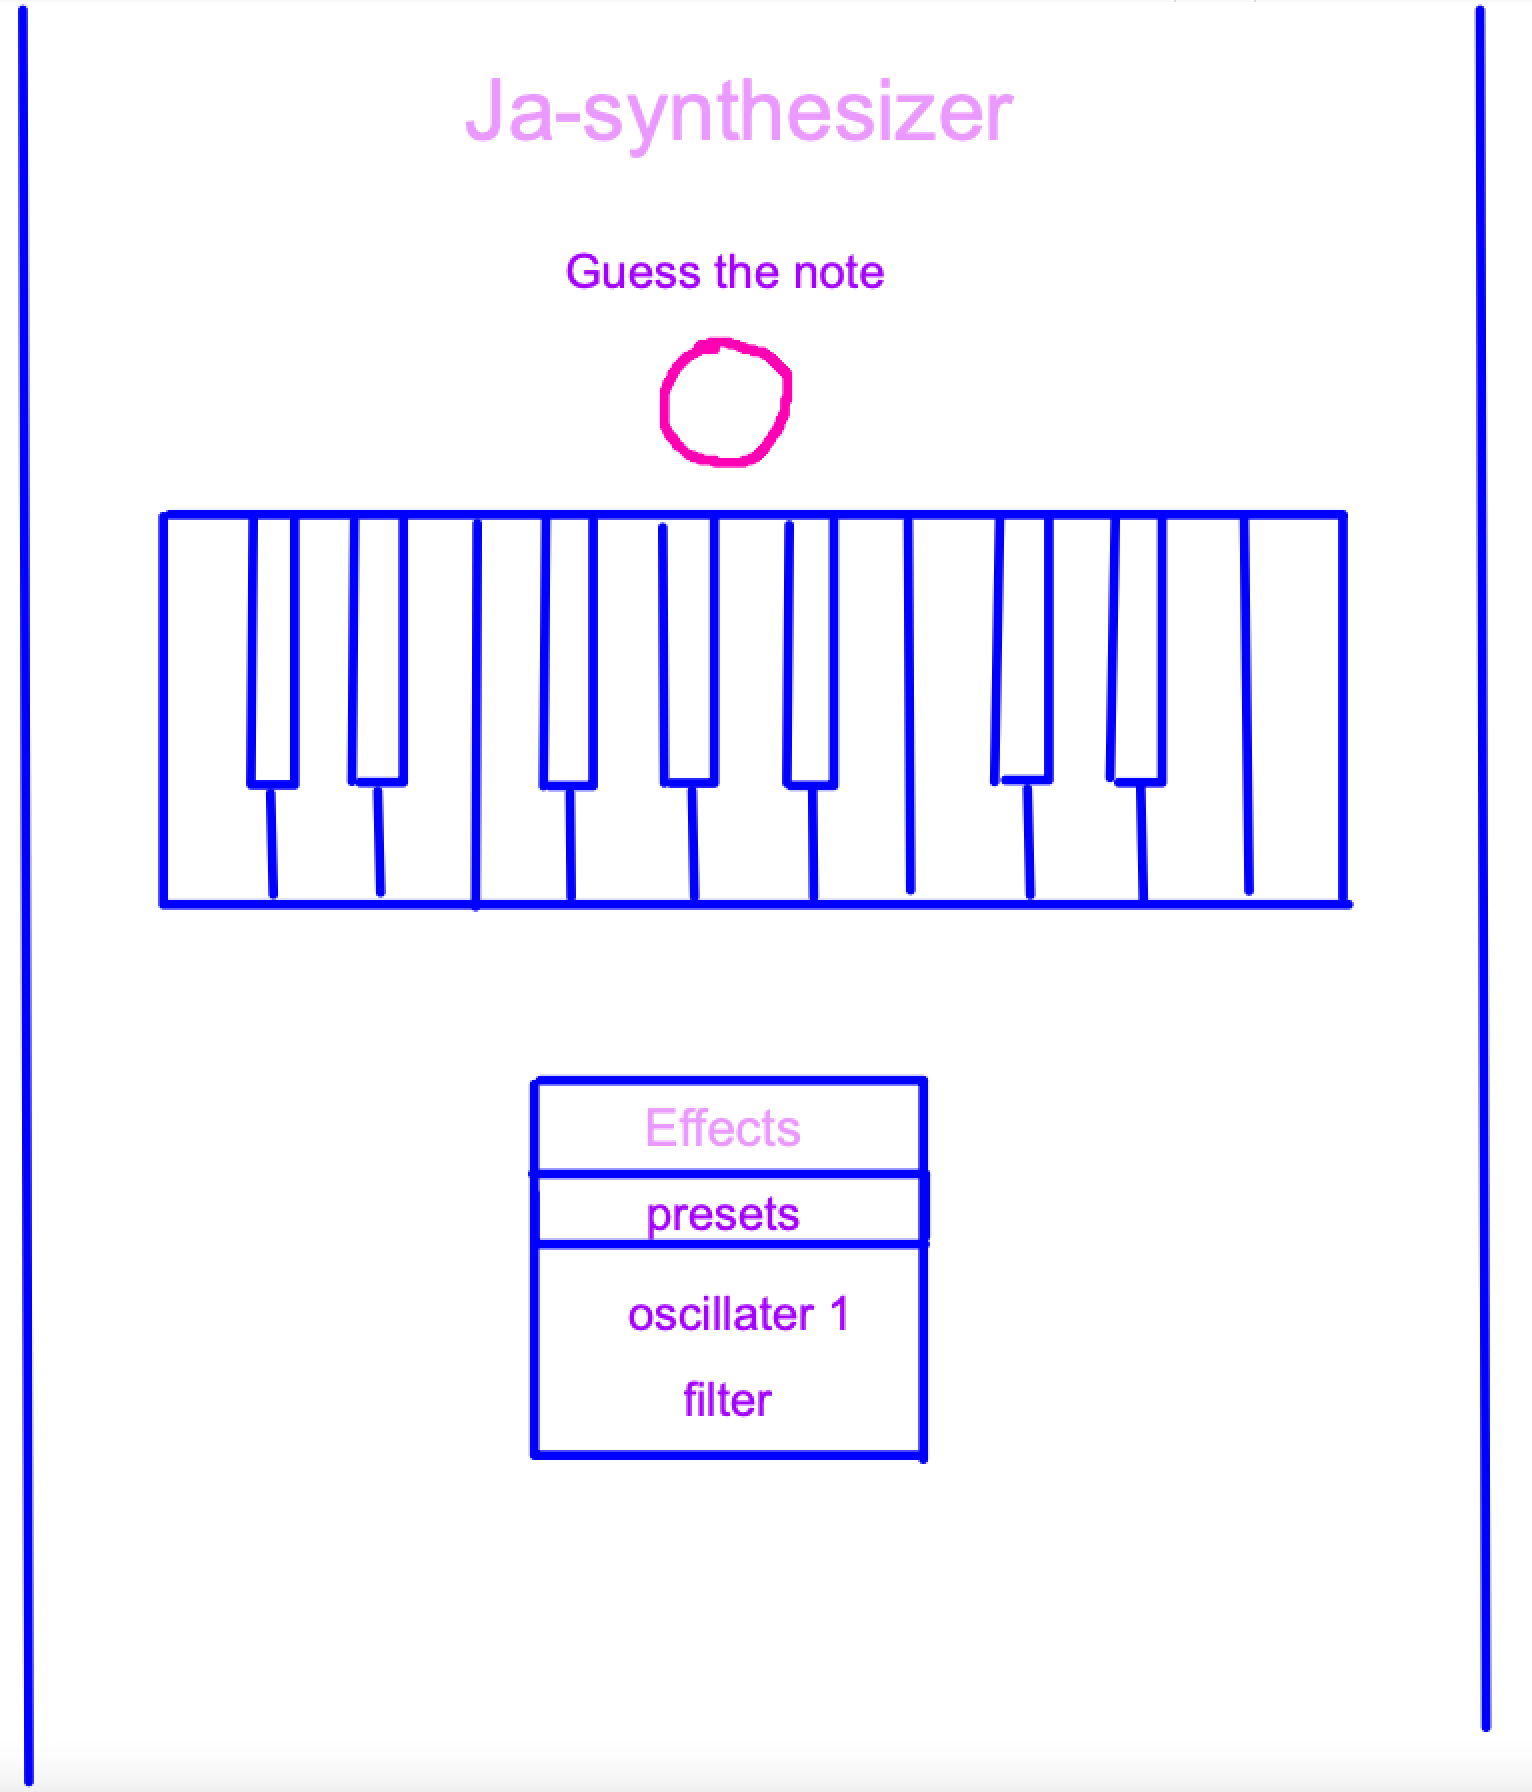 Ja-synthesizer
Guess the note
Effects
presets
oscillater 1
filter